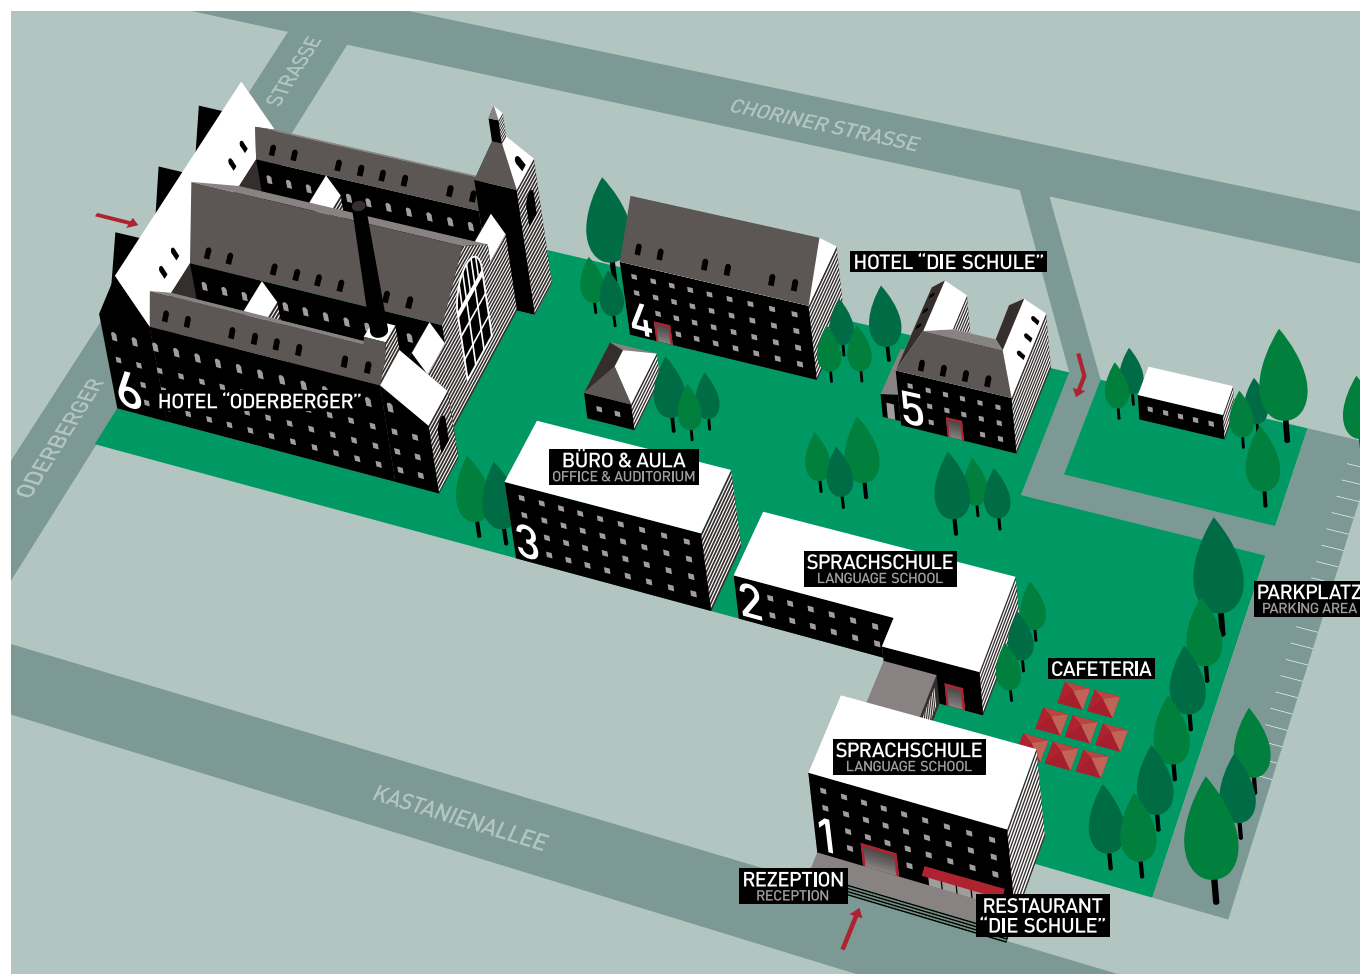 STRASSE
CHORINER STRASSE
HOTEL “DIE SCHULE”
4
5
6
HOTEL “ODERBERGER”
ODERBERGER
BÜRO & AULA
OFFICE & AUDITORIUM
3
SPRACHSCHULE
LANGUAGE SCHOOL
2
PARKPLATZ
PARKING AREA
CAFETERIA
SPRACHSCHULE
LANGUAGE SCHOOL
1
KASTANIENALLEE
REZEPTION
RECEPTION
RESTAURANT
“DIE SCHULE”